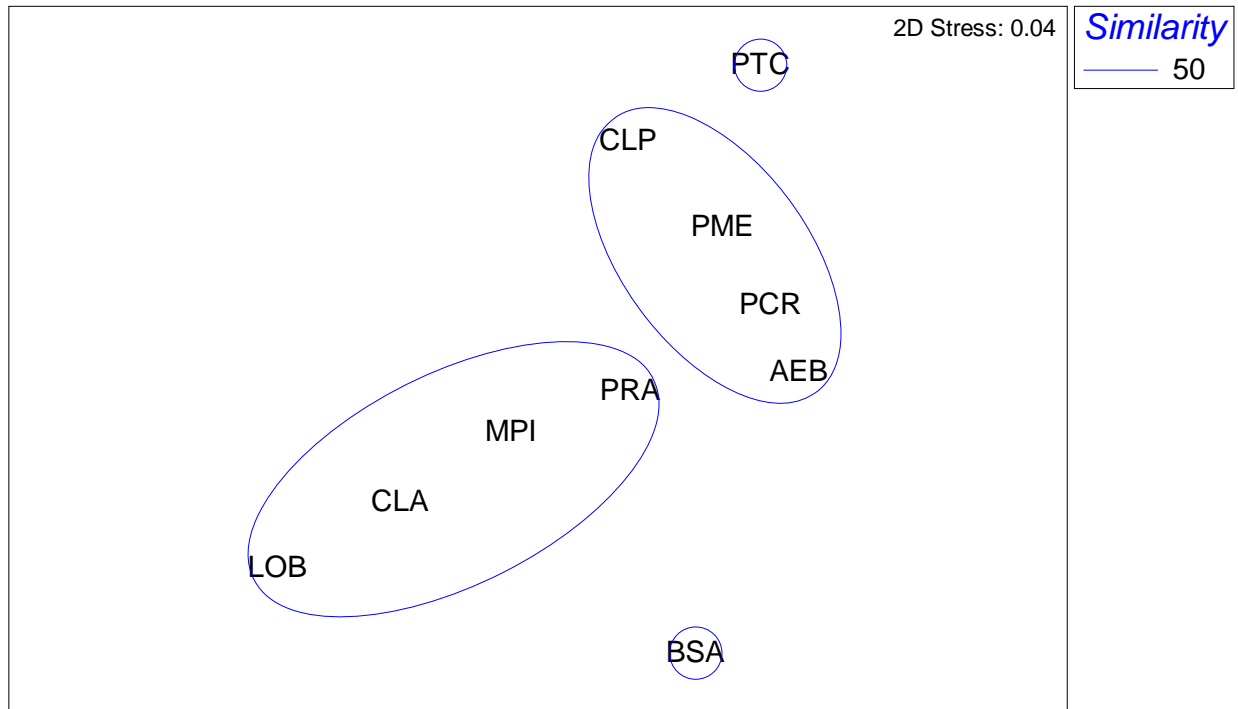 2D Stress: 0.04
Similarity
50
PTC
CLP
PME
PCR
AEB
PRA
MPI
CLA
LOB
BSA